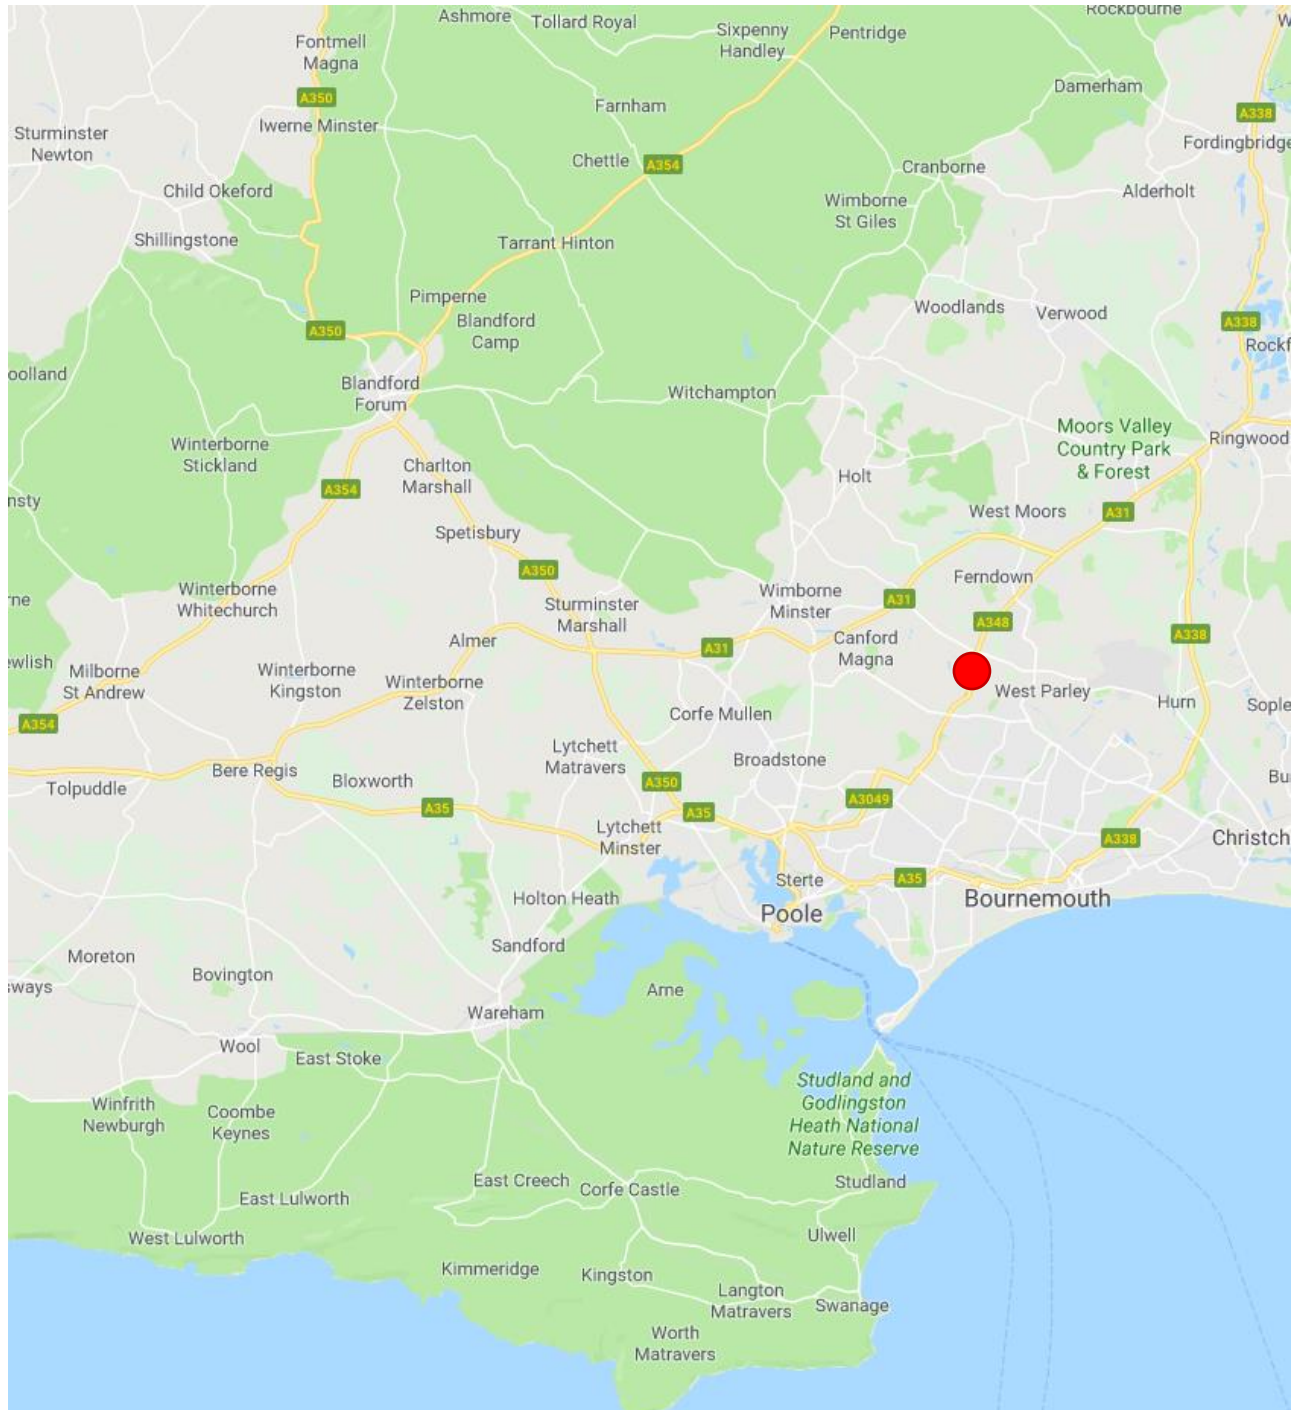 Ashmore
Tollard Royal
Rockbourne
Sixpenny
Handley
Pentridge
Fontmell
Magna
Damerham
A350
Farnham
A338
Iwerne Minster
Sturminster
Newton
Fordingbridge
Chettle
A354
Cranborne
Child Okeford
Alderholt
Wimborne
St Giles
Shillingstone
Tarrant Hinton
Pimperne
Woodlands
Verwood
Blandford
Camp
A350
A338
Rockf
oolland
Blandford
Forum
Witchampton
Moors Valley
Country Park
& Forest
Ringwood
Winterborne
Stickland
Charlton
Marshall
Holt
A354
nsty
West Moors
A31
Spetisbury
A350
Ferndown
Winterborne
Whitechurch
Wimborne
Minster
A31
rne
Sturminster
Marshall
A348
Almer
Canford
Magna
A338
A31
ewlish
Milborne
St Andrew
Winterborne
Kingston
Winterborne
Zelston
West Parley
Hurn
Sople
A354
Corfe Mullen
Lytchett
Matravers
Broadstone
Bere Regis
Bloxworth
A350
Bu
Tolpuddle
A3049
A35
A35
Lytchett
Minster
A338
Christch
Sterte
A35
Holton Heath
Bournemouth
Poole
Sandford
Moreton
Bovington
sways
Arne
Wareham
Wool
East Stoke
Studland and
Godlingston
Heath National
Nature Reserve
Winfrith
Newburgh
Coombe
Keynes
East Creech
Corfe Castle
Studland
East Lulworth
West Lulworth
Ulwell
Kimmeridge
Kingston
Langton
Matravers
Swanage
Worth
Matravers